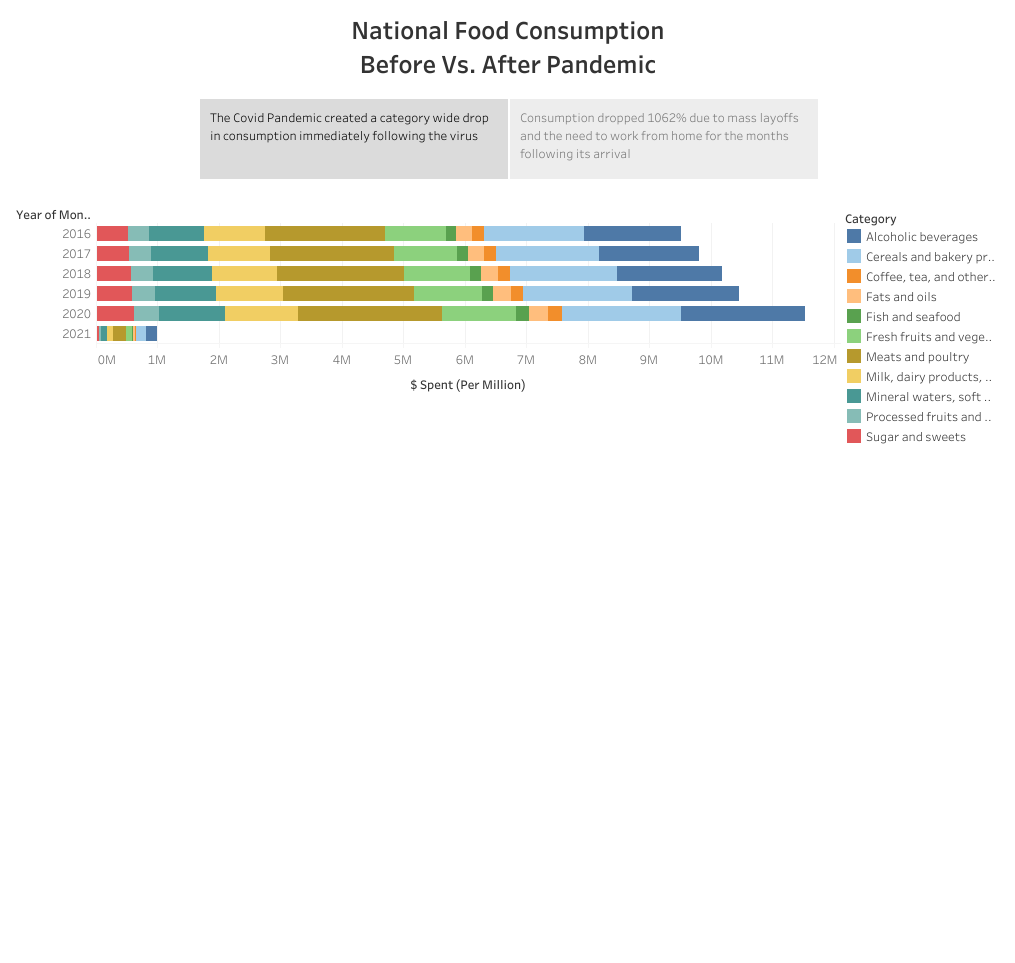 National Food Consumption
Before Vs. After Pandemic
The Covid Pandemic created a category wide drop
in consumption immediately following the virus
Consumption dropped 1062% due to mass layoffs
and the need to work from home for the months
following its arrival
Year of Mon..
2016
2017
2018
2019
2020
2021
0M 1M 2M 3M 4M 5M 6M 7M 8M 9M 10M 11M 12M
$ Spent (Per Million)
Category
Alcoholic beverages
Cereals and bakery pr..
Coffee, tea, and other..
Fats and oils
Fish and seafood
Fresh fruits and vege..
Meats and poultry
Milk, dairy products, ..
Mineral waters, soft ..
Processed fruits and ..
Sugar and sweets